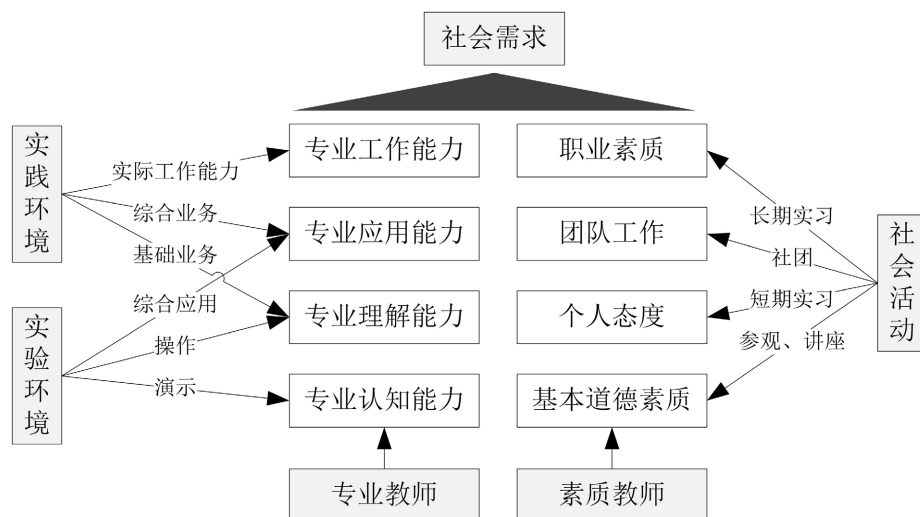 社会需求
实践环境
实际工作能力
综合业务
基础业务
专业工作能力
职业素质
专业应用能力
团队工作
长期实习
社团
短期实习
参观、讲座
社会活动
实验环境
综合应用
操作
演示
专业理解能力
个人态度
专业认知能力
基本道德素质
专业教师
素质教师